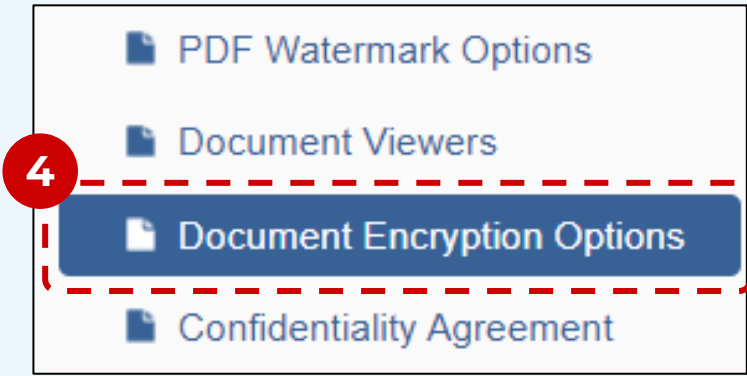 PDF Watermark Options
Document Viewers
4
Document Encryption Options
Confidentiality Agreement